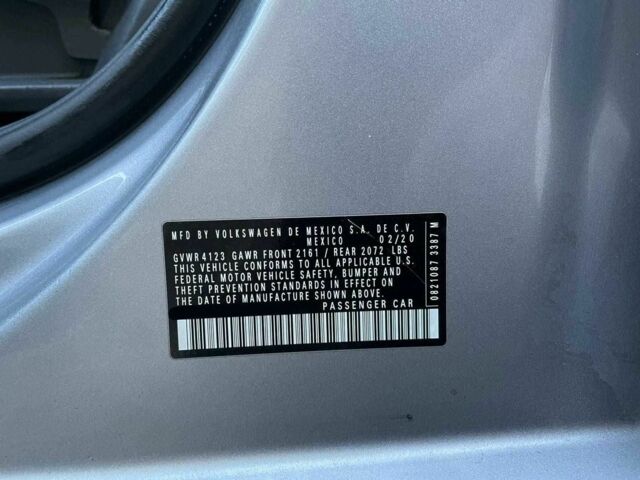 MFD BY VOLKSWAGEN DE MEXICO S.A. DE C.V.
MEXICO 02/20
GVWR 4123 GAWR FRONT 2161 / REAR 2072 LBS
THIS VEHICLE CONFORMS TO ALL APPLICABLE U.S.
FEDERAL MOTOR VEHICLE SAFETY, BUMPER AND
THEFT PREVENTION STANDARDS IN EFFECT ON
THE DATE OF MANUFACTURE SHOWN ABOVE.
PASSENGER CAR
0821087 3387 M